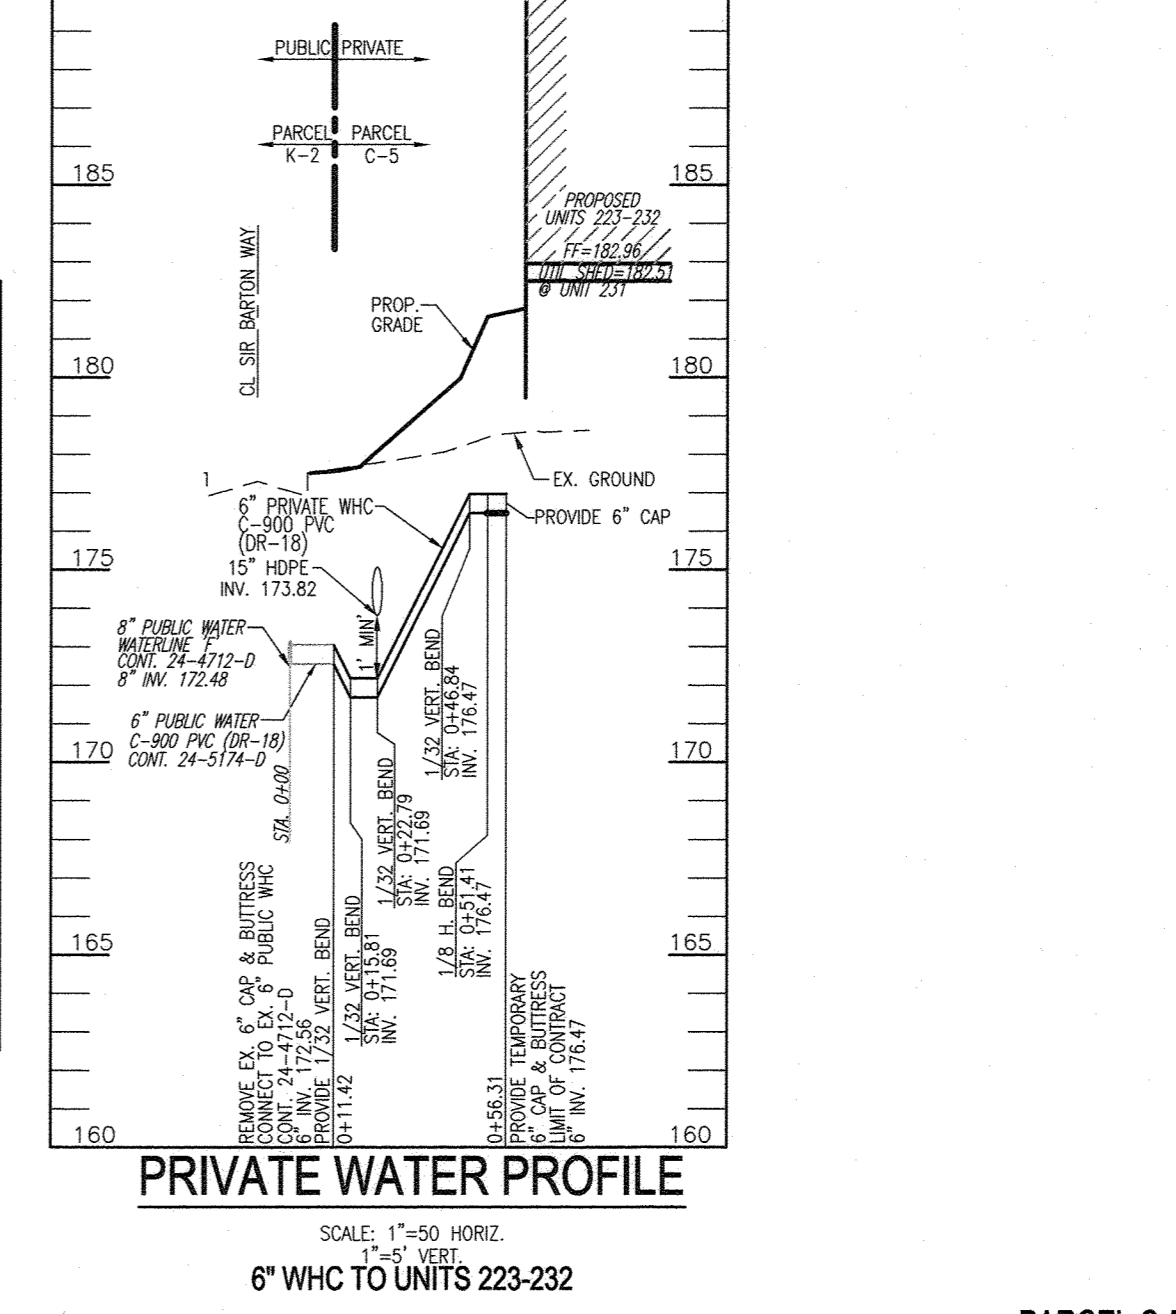 PUBLIC PRIVATE
PARCEL PARCEL
K-2 C-5
185 185
PROPOSED
UNITS 223-232
FF=182.96
UTIL SHED=182.51
@ UNIT 231
CL SIR BARTON WAY
PROP.
GRADE
180 180
EX. GROUND
1
6" PRIVATE WHC
C-900 PVC
(DR-18)
PROVIDE 6" CAP
15" HDPE
INV. 173.82
175 175
1' MIN'
8" PUBLIC WATER
WATERLINE 'F'
CONT. 24-4712-D
8" INV. 172.48
6" PUBLIC WATER
C-900 PVC (DR-18)
CONT. 24-5174-D
170 170
STA. 0+00
1/32 VERT. BEND
STA: 0+46.84
INV. 176.47
1/32 VERT. BEND
STA: 0+22.79
INV. 171.69
1/32 VERT. BEND
STA: 0+15.81
INV. 171.69
1/8 H. BEND
STA: 0+51.41
INV. 176.47
165 165
REMOVE EX. 6" CAP & BUTTRESS
CONNECT TO EX. 6" PUBLIC WHC
CONT. 24-4712-D
6" INV. 172.56
PROVIDE 1/32 VERT. BEND
0+11.42
0+56.31
PROVIDE TEMPORARY
6" CAP & BUTTRESS
LIMIT OF CONTRACT
6" INV. 176.47
160 160
PRIVATE WATER PROFILE
SCALE: 1"=50 HORIZ.
1"=5' VERT.
6" WHC TO UNITS 223-232